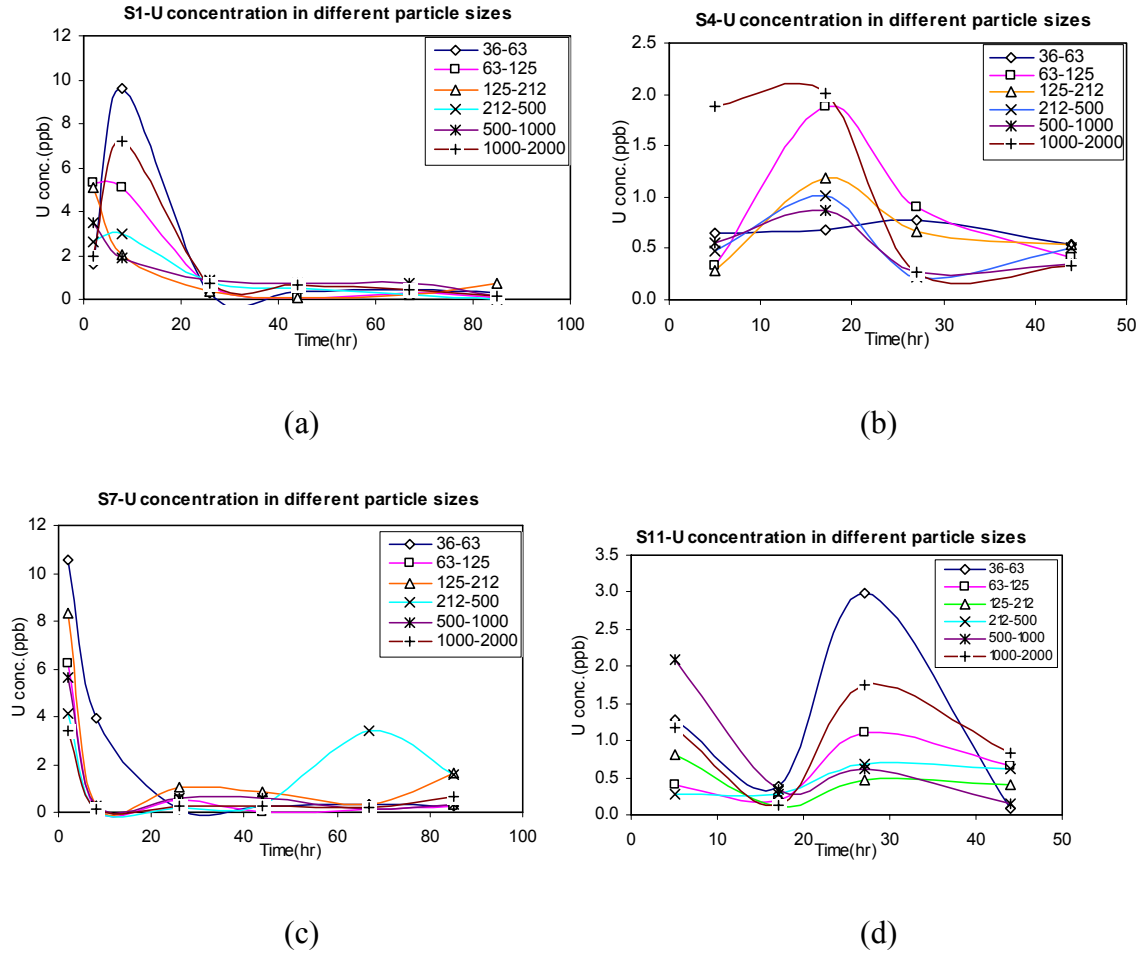 S1-U concentration in different particle sizes
12
10
8
6
4
2
0
U conc.(ppb)
0 20 40 60 80 100
Time(hr)
36-63
63-125
125-212
212-500
500-1000
1000-2000
(a)
S4-U concentration in different particle sizes
2.5
2.0
1.5
1.0
0.5
0.0
U conc.(ppb)
0 10 20 30 40 50
Time(hr)
36-63
63-125
125-212
212-500
500-1000
1000-2000
(b)
S7-U concentration in different particle sizes
12
10
8
6
4
2
0
U conc.(ppb)
0 20 40 60 80 100
Time(hr)
36-63
63-125
125-212
212-500
500-1000
1000-2000
(c)
S11-U concentration in different particle sizes
3.5
3.0
2.5
2.0
1.5
1.0
0.5
0.0
U conc.(ppb)
0 10 20 30 40 50
Time(hr)
36-63
63-125
125-212
212-500
500-1000
1000-2000
(d)